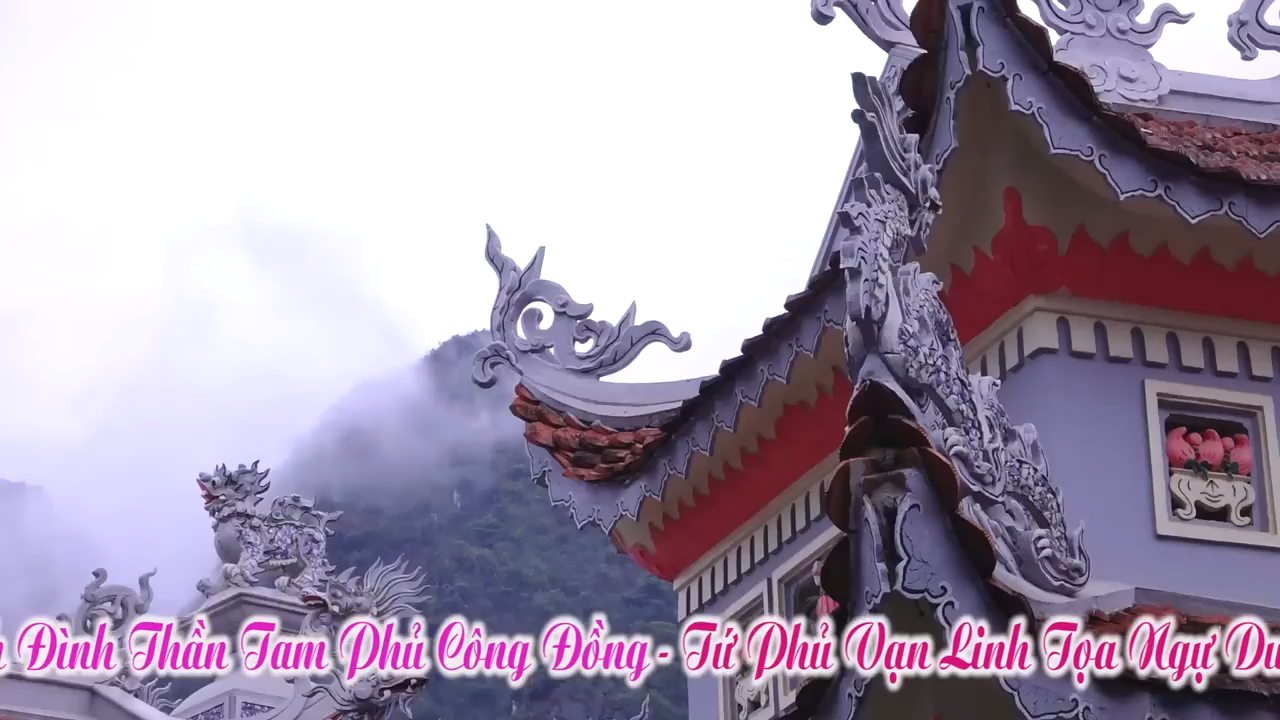 Đình Thần Tam Phủ Công Đồng - Tứ Phủ Vạn Linh Tọa Ngự